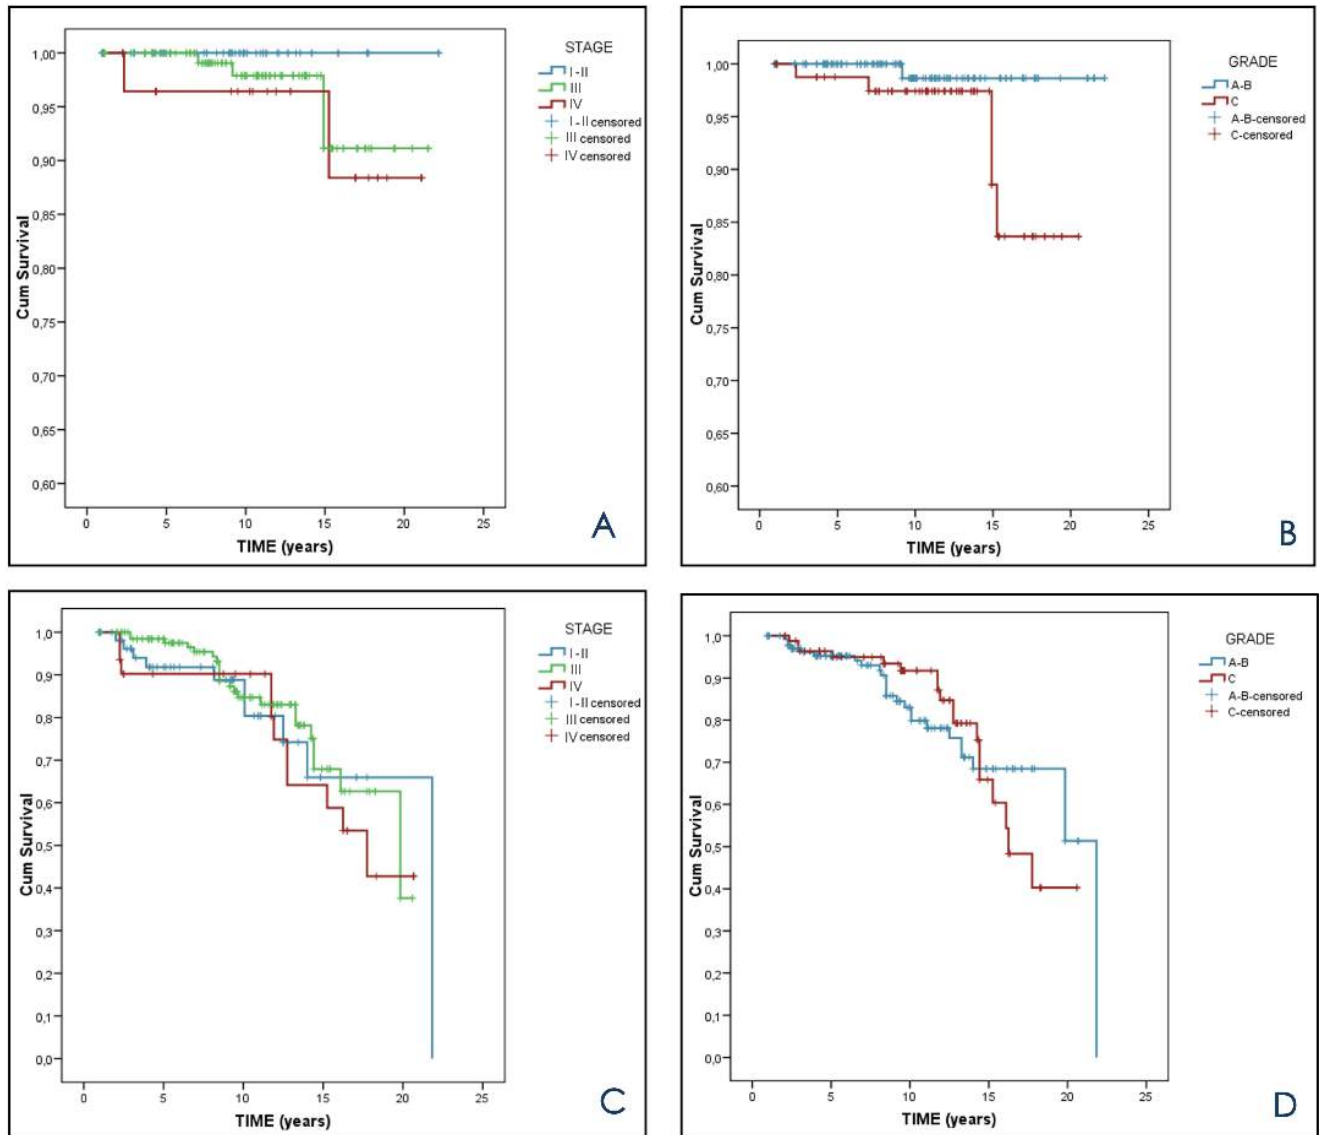 STAGE
I-II
III
IV
I-II censored
III censored
IV censored
1,00
0,95
0,90
0,85
0,80
0,75
0,70
0,65
0,60
Cum Survival
0
5
10
15
20
25
TIME (years)
A
GRADE
A-B
C
A-B-censored
C-censored
1,00
0,95
0,90
0,85
0,80
0,75
0,70
0,65
0,60
Cum Survival
0
5
10
15
20
25
TIME (years)
B
STAGE
I-II
III
IV
I-II censored
III censored
IV censored
1,0
0,9
0,8
0,7
0,6
0,5
0,4
0,3
0,2
0,1
0,0
Cum Survival
0
5
10
15
20
25
TIME (years)
C
GRADE
A-B
C
A-B-censored
C-censored
1,0
0,9
0,8
0,7
0,6
0,5
0,4
0,3
0,2
0,1
0,0
Cum Survival
0
5
10
15
20
25
TIME (years)
D